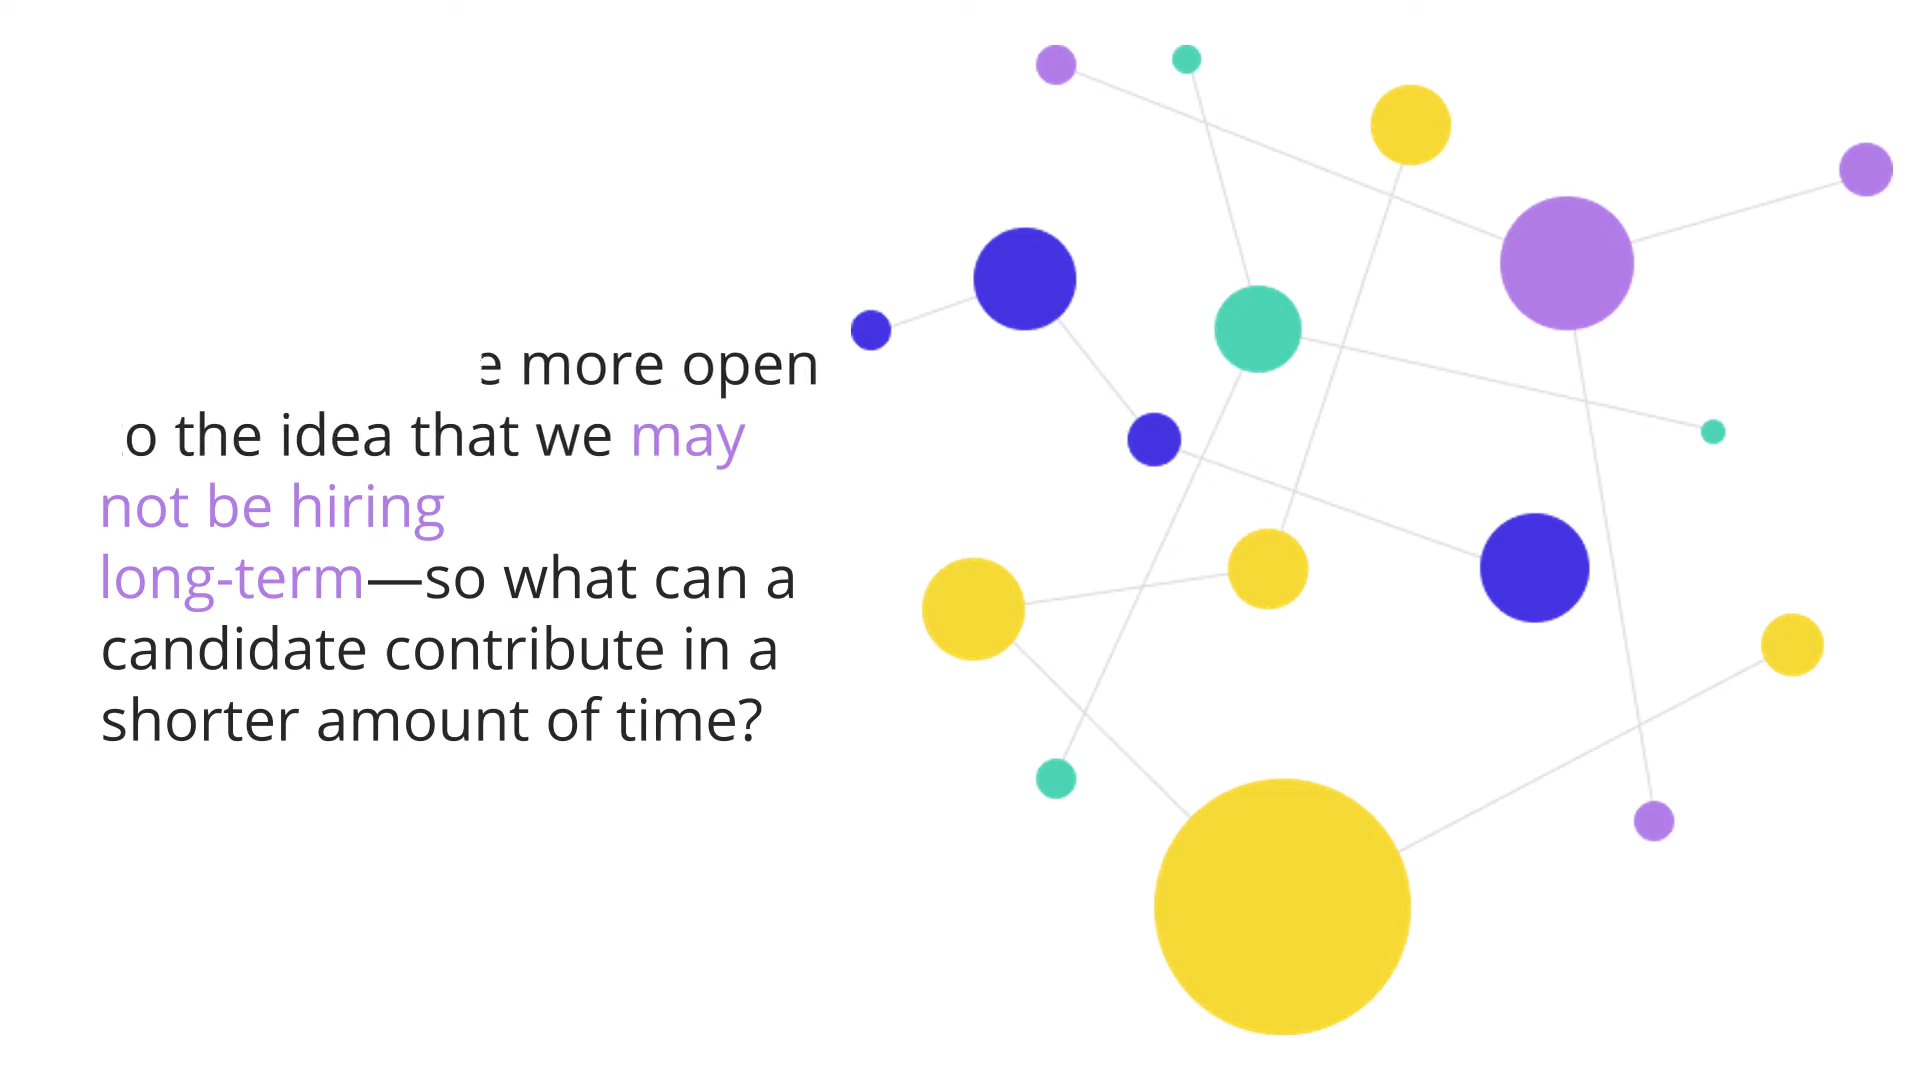 more open
o the idea that we may
not be hiring
long-term—so what can a
candidate contribute in a
shorter amount of time?